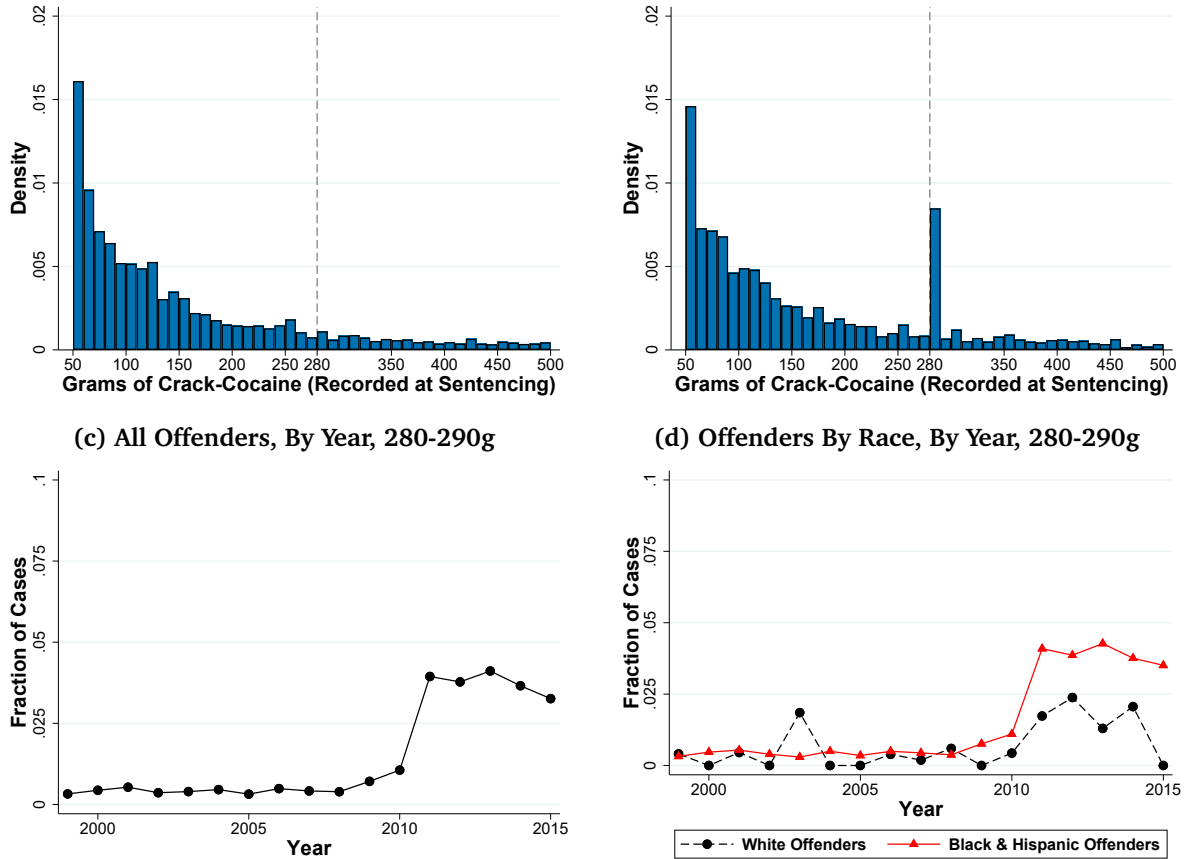 .02
.015
.01
.005
0
Density
50 100 150 200 250 280 350 400 450 500
Grams of Crack-Cocaine (Recorded at Sentencing)
.02
.015
.01
.005
0
Density
50 100 150 200 250 280 350 400 450 500
Grams of Crack-Cocaine (Recorded at Sentencing)
(c) All Offenders, By Year, 280-290g
.1
.075
.05
.025
0
Fraction of Cases
2000 2005 2010 2015
Year
(d) Offenders By Race, By Year, 280-290g
.1
.075
.05
.025
0
Fraction of Cases
2000 2005 2010 2015
Year
White Offenders Black & Hispanic Offenders